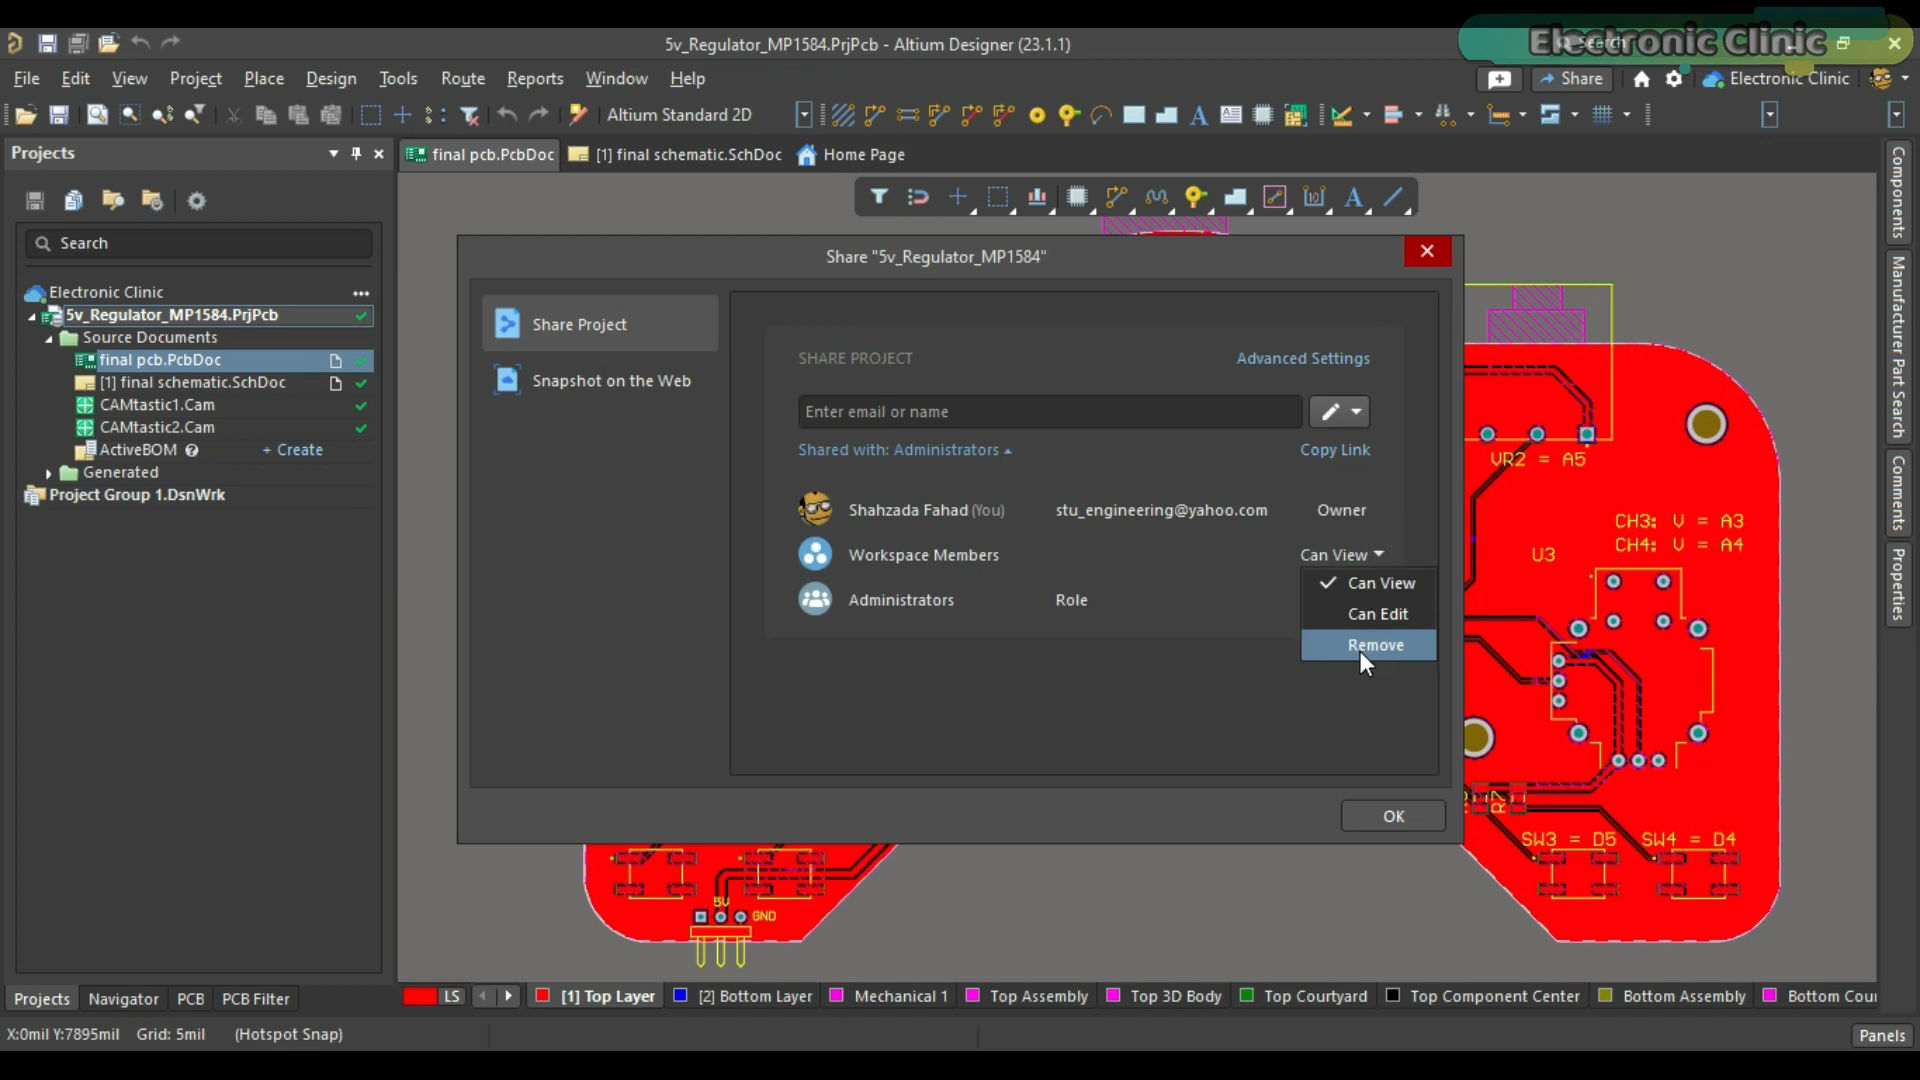 5v_Regulator_MP1584.PrjPcb - Altium Designer (23.1.1)
Electronic Clinic
File Edit View Project Place Design Tools Route Reports Window Help
Share
Electronic Clinic
Altium Standard 2D
Projects
final pcb.PcbDoc
[1] final schematic.SchDoc
Home Page
Search
Electronic Clinic
5v_Regulator_MP1584.PrjPcb
Source Documents
final pcb.PcbDoc
[1] final schematic.SchDoc
CAMtastic1.Cam
CAMtastic2.Cam
ActiveBOM
+ Create
Generated
Project Group 1.DsnWrk
Share "5v_Regulator_MP1584"
Share Project
Snapshot on the Web
SHARE PROJECT
Advanced Settings
Enter email or name
Shared with: Administrators
Copy Link
Shahzada Fahad (You) stu_engineering@yahoo.com Owner
Workspace Members Can View
Administrators Role
Can View
Can Edit
Remove
OK
VR2 = A5
CH3: V = A3
CH4: V = A4
U3
R7
SW3 = D5
SW4 = D4
5V
GND
Components
Manufacturer Part Search
Comments
Properties
Projects Navigator PCB PCB Filter
LS
[1] Top Layer
[2] Bottom Layer
Mechanical 1
Top Assembly
Top 3D Body
Top Courtyard
Top Component Center
Bottom Assembly
Bottom Cou
X:0mil Y:7895mil Grid: 5mil (Hotspot Snap)
Panels